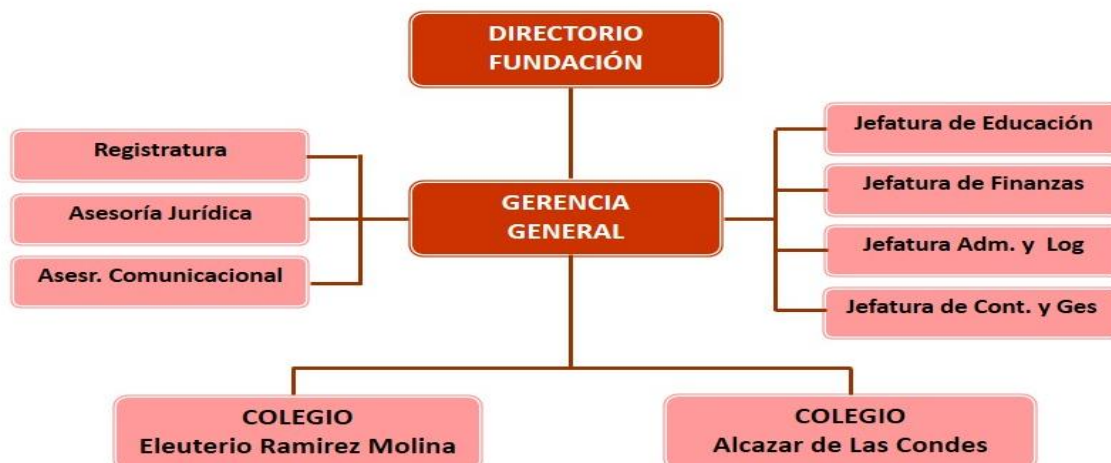 DIRECTORIO
FUNDACIÓN
Registratura
Asesoría Jurídica
Asesr. Comunicacional
GERENCIA
GENERAL
Jefatura de Educación
Jefatura de Finanzas
Jefatura Adm. y Log
Jefatura de Cont. y Ges
COLEGIO
Eleuterio Ramirez Molina
COLEGIO
Alcazar de Las Condes